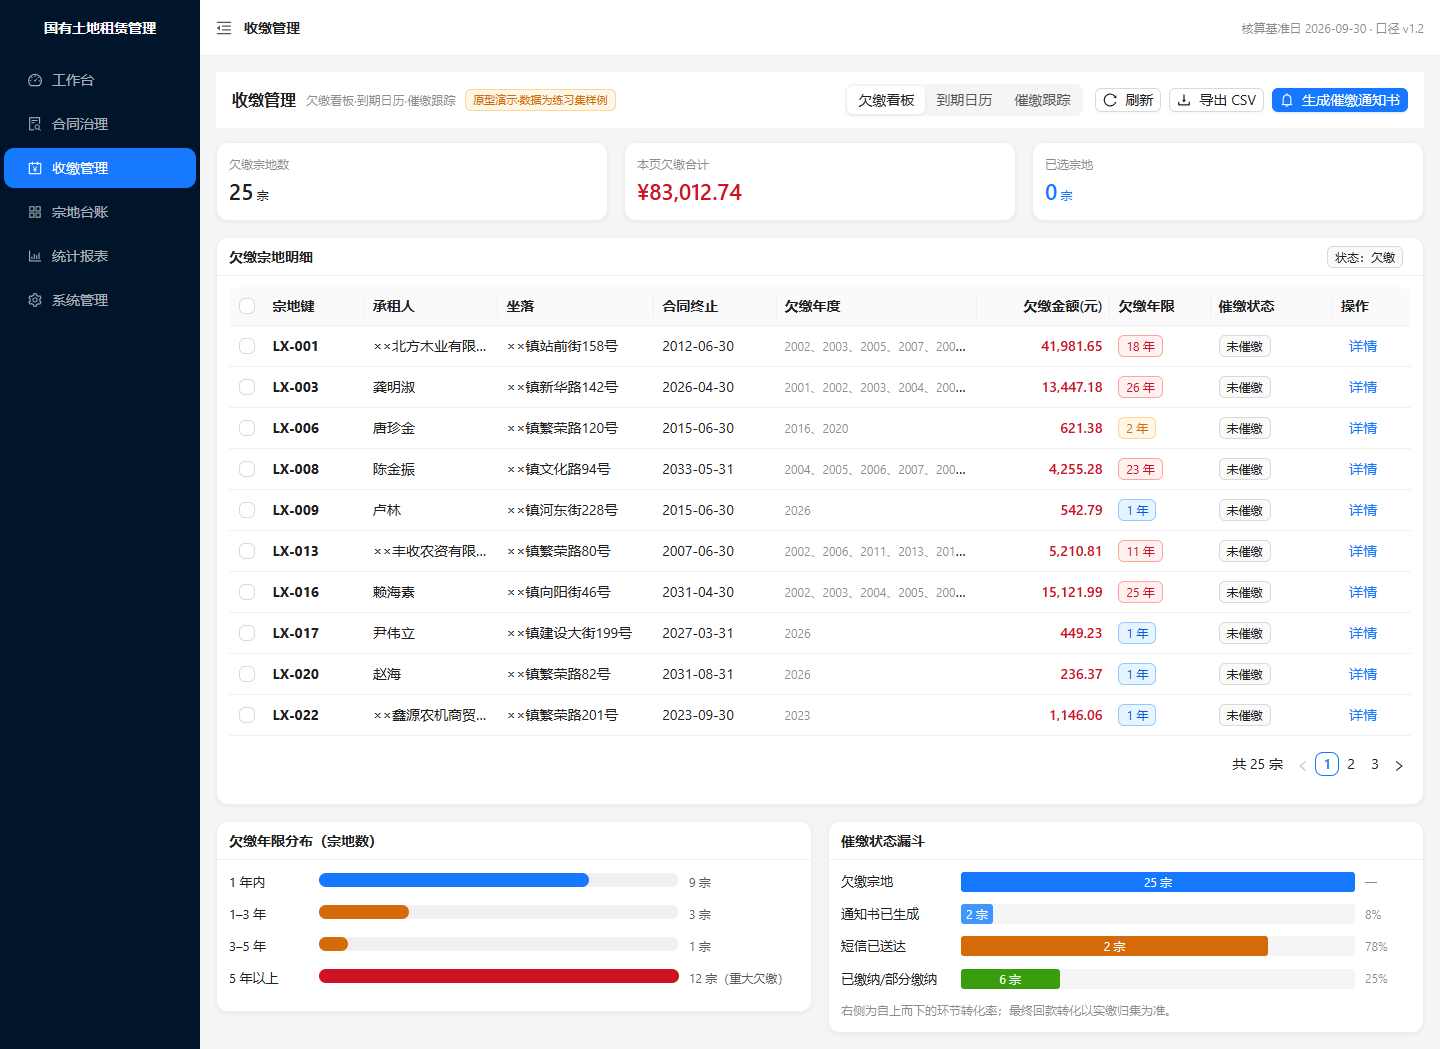 国有土地租赁管理
工作台
合同治理
收缴管理
宗地台账
统计报表
系统管理
收缴管理
核算基准日 2026-09-30 · 口径 v1.2
收缴管理 欠缴看板·到期日历·催缴跟踪 原型演示·数据为练习集样例 欠缴看板 到期日历 催缴跟踪 刷新 导出 CSV 生成催缴通知书
欠缴宗地数
25 宗
本页欠缴合计
¥83,012.74
已选宗地
0 宗
欠缴宗地明细 状态：欠缴
宗地键 承租人 坐落 合同终止 欠缴年度 欠缴金额(元) 欠缴年限 催缴状态 操作
LX-001 ××北方木业有限... ××镇站前街158号 2012-06-30 2002、2003、2005、2007、200... 41,981.65 18 年 未催缴 详情
LX-003 龚明淑 ××镇新华路142号 2026-04-30 2001、2002、2003、2004、200... 13,447.18 26 年 未催缴 详情
LX-006 唐珍金 ××镇繁荣路120号 2015-06-30 2016、2020 621.38 2 年 未催缴 详情
LX-008 陈金振 ××镇文化路94号 2033-05-31 2004、2005、2006、2007、200... 4,255.28 23 年 未催缴 详情
LX-009 卢林 ××镇河东街228号 2015-06-30 2026 542.79 1 年 未催缴 详情
LX-013 ××丰收农资有限... ××镇繁荣路80号 2007-06-30 2002、2006、2011、2013、201... 5,210.81 11 年 未催缴 详情
LX-016 赖海素 ××镇向阳街46号 2031-04-30 2002、2003、2004、2005、200... 15,121.99 25 年 未催缴 详情
LX-017 尹伟立 ××镇建设大街199号 2027-03-31 2026 449.23 1 年 未催缴 详情
LX-020 赵海 ××镇繁荣路82号 2031-08-31 2026 236.37 1 年 未催缴 详情
LX-022 ××鑫源农机商贸... ××镇繁荣路201号 2023-09-30 2023 1,146.06 1 年 未催缴 详情
共 25 宗 < 1 2 3 >
欠缴年限分布（宗地数）
1 年内 9 宗
1–3 年 3 宗
3–5 年 1 宗
5 年以上 12 宗（重大欠缴）
催缴状态漏斗
欠缴宗地 25 宗 —
通知书已生成 2 宗 8%
短信已送达 2 宗 78%
已缴纳/部分缴纳 6 宗 25%
右侧为自上而下的环节转化率；最终回款转化以实缴归集为准。